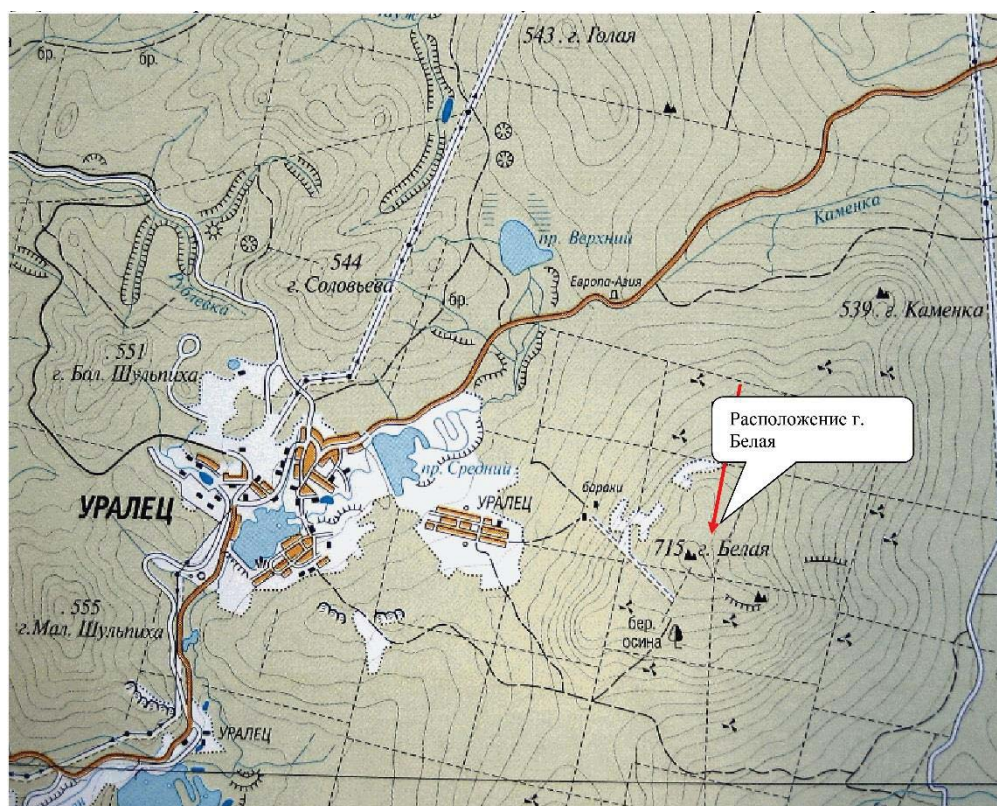 543 . г. Голая
бр.
бр.
Каменка
пр. Верхний
544
г. Соловьева
Европа-Азия
бр.
Рублевка
539 . г. Каменка
. 551
г. Бал. Шульпиха
Расположение г.
Белая
пр. Средний
УРАЛЕЦ
УРАЛЕЦ
бараки
715 г. Белая
. 555
г.Мал. Шульпиха
бер.
осина
УРАЛЕЦ